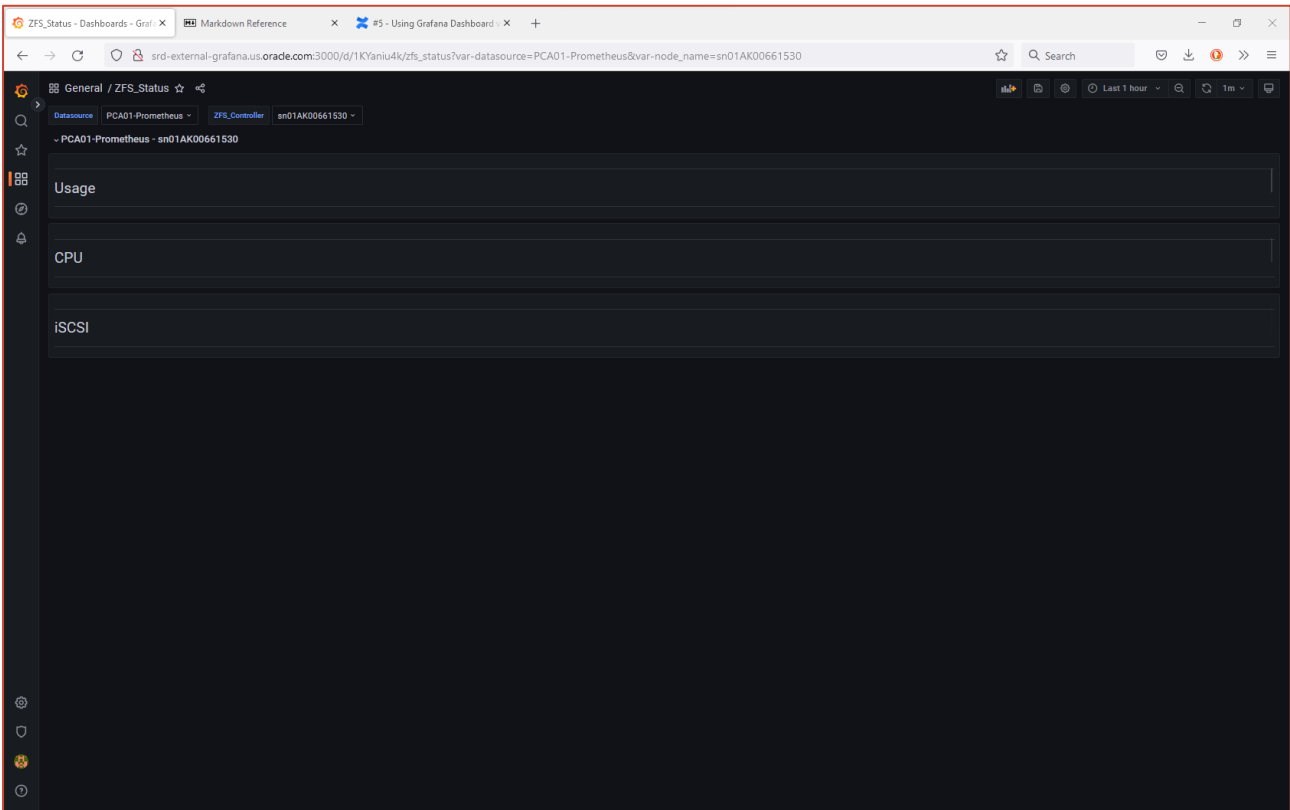 ZFS_Status - Dashboards - Graf
Markdown Reference
#5 - Using Grafana Dashboard v
srd-external-grafana.us.oracle.com:3000/d/1KYaniu4k/zfs_status?var-datasource=PCA01-Prometheus&var-node_name=sn01AK00661530
Search
General / ZFS_Status
Last 1 hour
1m
Datasource PCA01-Prometheus ZFS_Controller sn01AK00661530
PCA01-Prometheus - sn01AK00661530
Usage
CPU
iSCSI